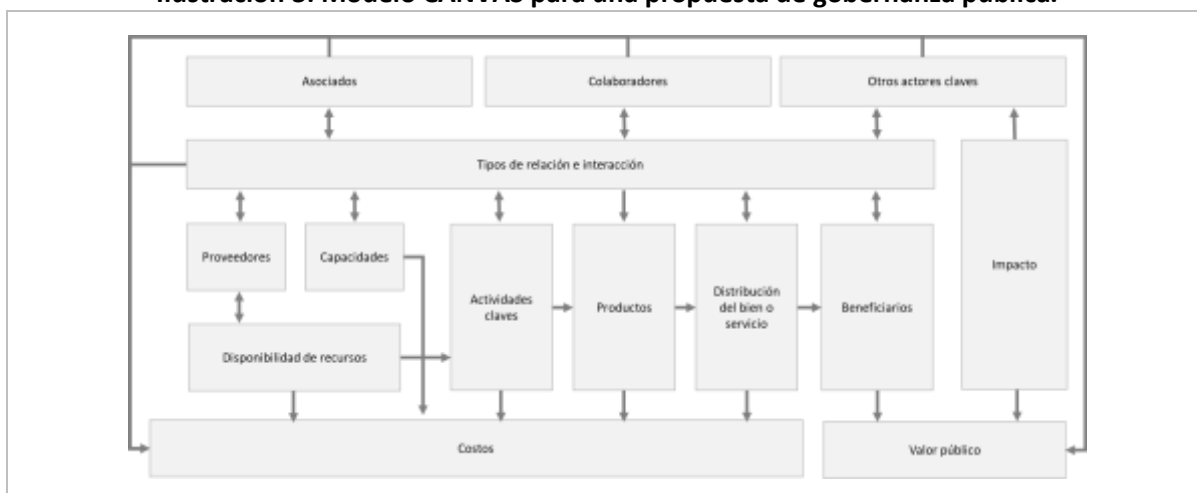 Ilustración 3. Modelo CANVAS para una propuesta de gobernanza pública.
Asociados
Colaboradores
Otros actores claves
Tipos de relación e interacción
Proveedores
Capacidades
Actividades
claves
Productos
Distribución
del bien o
servicio
Beneficiarios
Impacto
Disponibilidad de recursos
Costos
Valor público